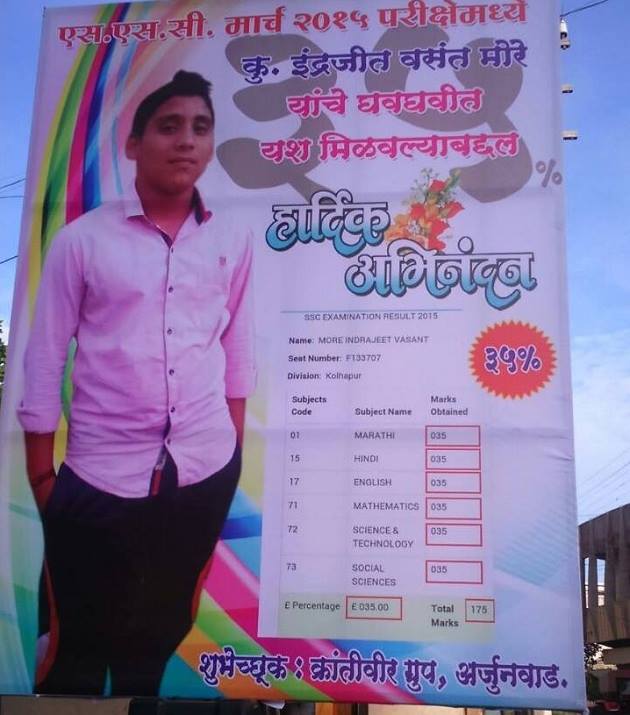 एस.एस.सी. मार्च २०१५ परीक्षेमध्ये
कु. इंद्रजीत वसंत मोरे
यांचे घवघवीत
यश मिळवल्याबद्दल
३५%
हार्दिक
अभिनंदन
SSC EXAMINATION RESULT 2015
Name: MORE INDRAJEET VASANT
Seat Number: F133707
Division: Kolhapur
३५%
Subjects Code Subject Name Marks Obtained
01 MARATHI 035
15 HINDI 035
17 ENGLISH 035
71 MATHEMATICS 035
72 SCIENCE & TECHNOLOGY 035
73 SOCIAL SCIENCES 035
£ Percentage £ 035.00 Total Marks 175
शुभेच्छूक : क्रांतीवीर ग्रुप, अर्जुनवाड.